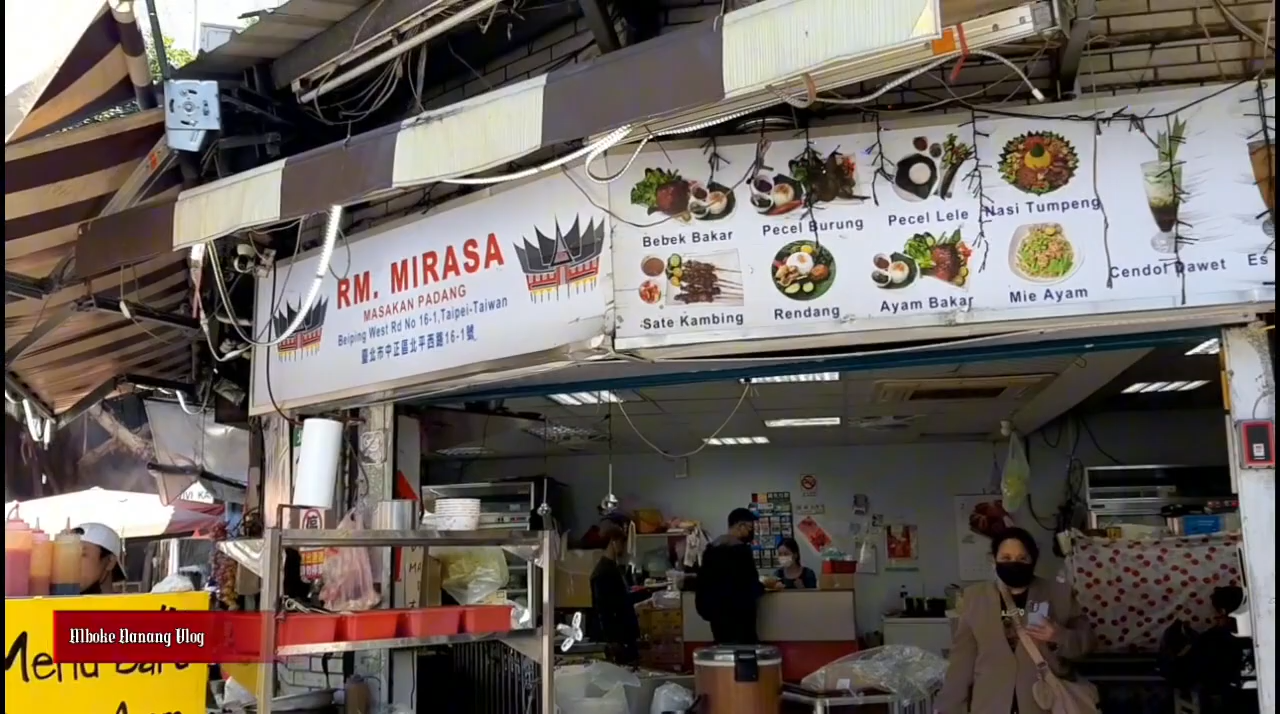 RM. MIRASA
MASAKAN PADANG
Beiping West Rd No 16-1,Taipei-Taiwan
臺北市中正區北平西路16-1號
Bebek Bakar
Pecel Burung
Pecel Lele
Nasi Tumpeng
Sate Kambing
Rendang
Ayam Bakar
Mie Ayam
Cendol Dawet
Es
Mboke Nanang Vlog
Menu Baru
Ayam